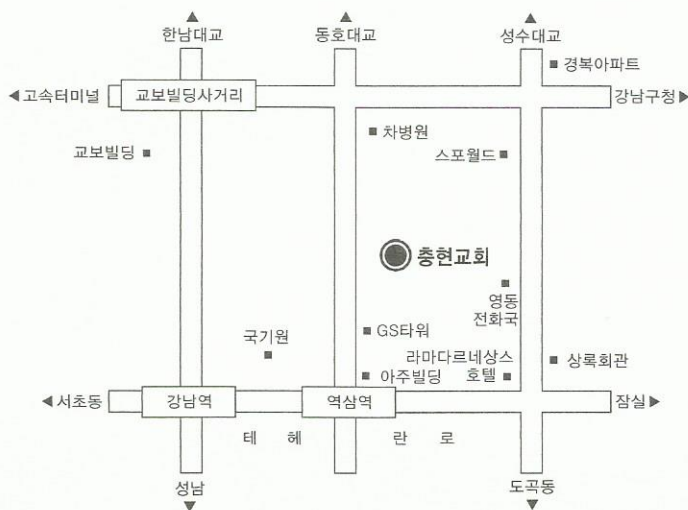 한남대교
동호대교
성수대교
경복아파트
고속터미널
교보빌딩사거리
강남구청
교보빌딩
차병원
스포월드
충현교회
영동
전화국
국기원
GS타워
라마다르네상스
호텔
아주빌딩
상록회관
서초동
강남역
역삼역
잠실
테 헤 란 로
성남
도곡동